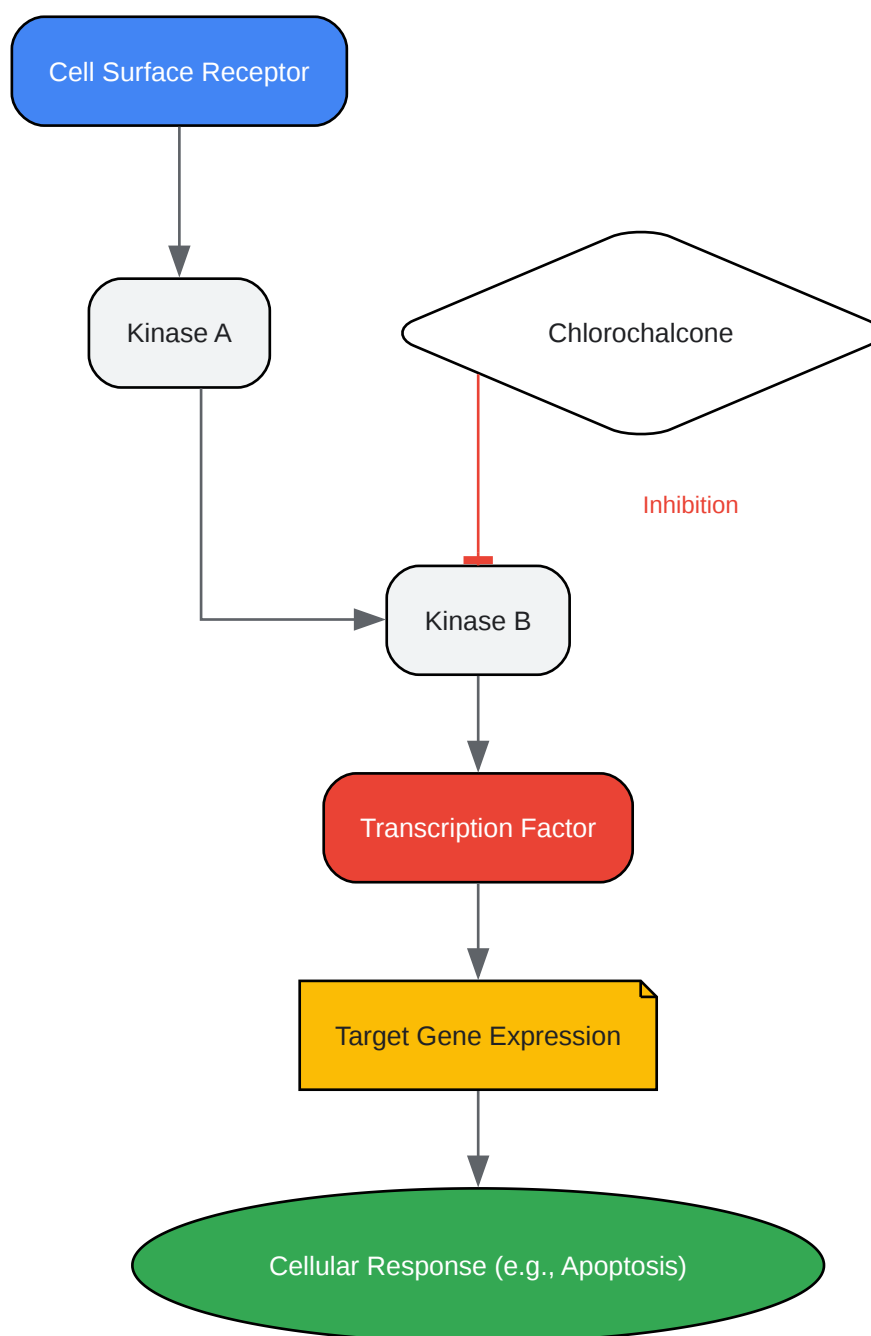 Cell Surface Receptor
Kinase A
Chlorochalcone
Inhibition
Kinase B
Transcription Factor
Target Gene Expression
Cellular Response (e.g., Apoptosis)